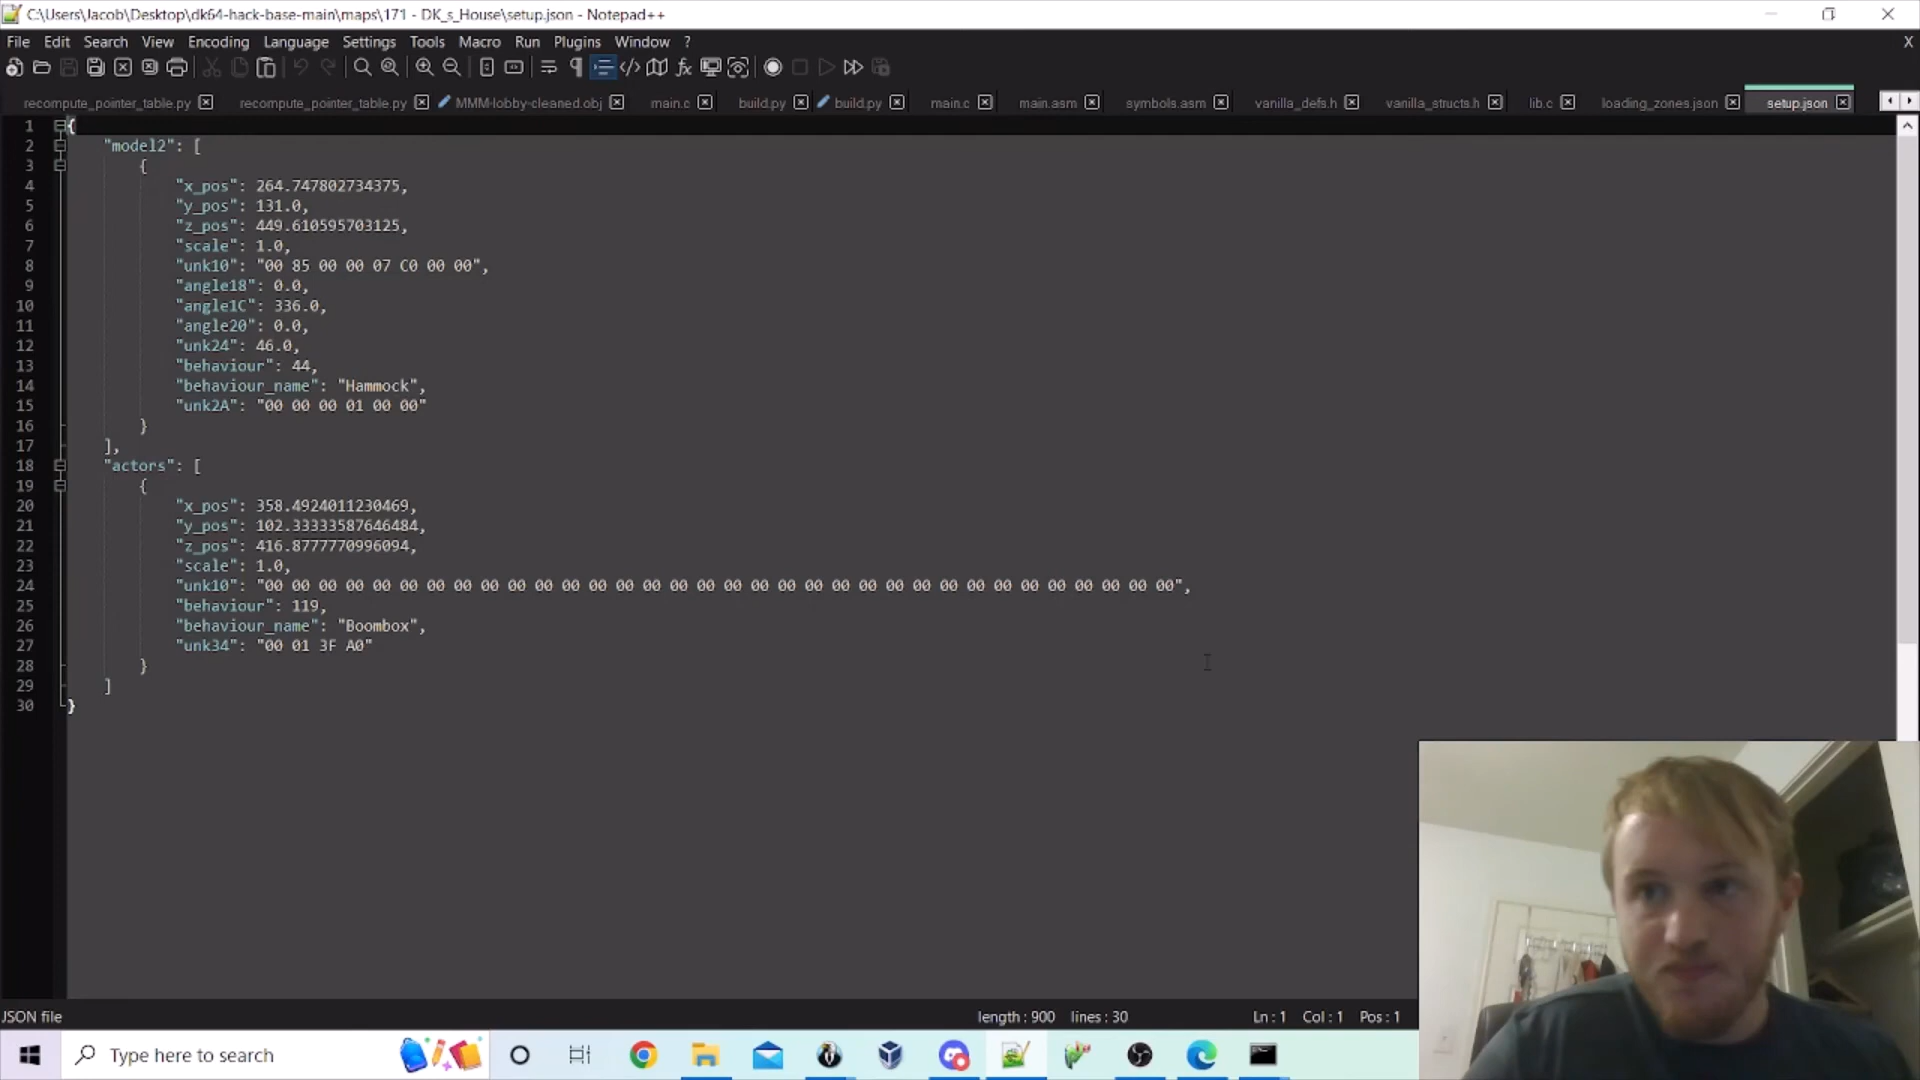 C:\Users\Jacob\Desktop\dk64-hack-base-main\maps\171 - DK_s_House\setup.json - Notepad++
File Edit Search View Encoding Language Settings Tools Macro Run Plugins Window ? X
recompute_pointer_table.py recompute_pointer_table.py MMM-lobby-cleaned.obj main.c build.py build.py main.c main.asm symbols.asm vanilla_defs.h vanilla_structs.h lib.c loading_zones.json setup.json
1 {
2 "model2": [
3 {
4 "x_pos": 264.747802734375,
5 "y_pos": 131.0,
6 "z_pos": 449.610595703125,
7 "scale": 1.0,
8 "unk10": "00 85 00 00 07 C0 00 00",
9 "angle18": 0.0,
10 "angle1C": 336.0,
11 "angle20": 0.0,
12 "unk24": 46.0,
13 "behaviour": 44,
14 "behaviour_name": "Hammock",
15 "unk2A": "00 00 00 01 00 00"
16 }
17 ],
18 "actors": [
19 {
20 "x_pos": 358.4924011230469,
21 "y_pos": 102.33333587646484,
22 "z_pos": 416.8777770996094,
23 "scale": 1.0,
24 "unk10": "00 00 00 00 00 00 00 00 00 00 00 00 00 00 00 00 00 00 00 00 00 00 00 00 00 00 00 00 00 00 00 00 00 00",
25 "behaviour": 119,
26 "behaviour_name": "Boombox",
27 "unk34": "00 01 3F A0"
28 }
29 ]
30 }
JSON file length : 900 lines : 30 Ln : 1 Col : 1 Pos : 1
Type here to search